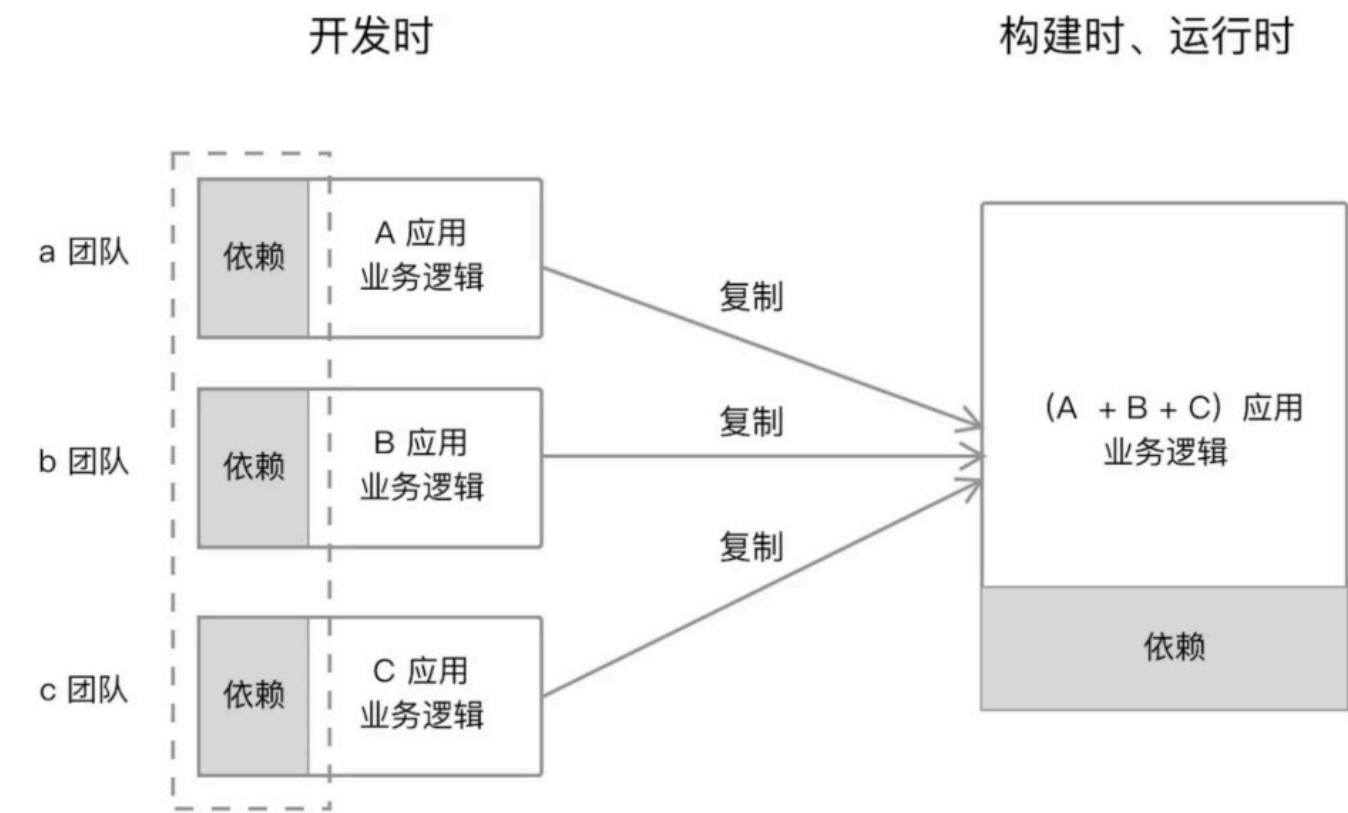 开发时
构建时、运行时
a 团队
依赖
A 应用
业务逻辑
复制
b 团队
依赖
B 应用
业务逻辑
复制
(A + B + C) 应用
业务逻辑
复制
c 团队
依赖
C 应用
业务逻辑
依赖